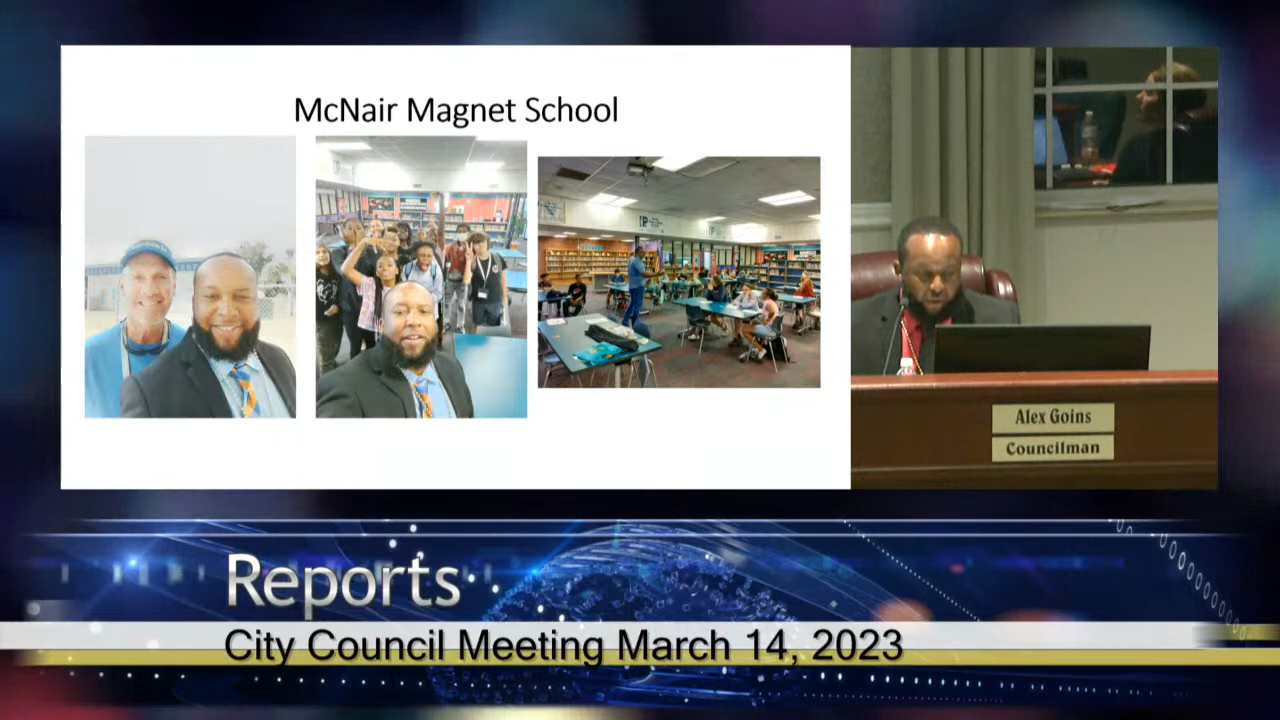 McNair Magnet School
Alex Goins
Councilman
Reports
City Council Meeting March 14, 2023